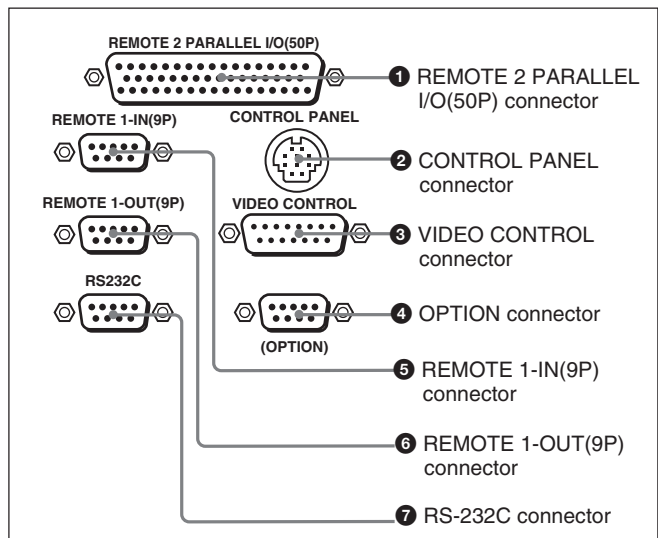 REMOTE 2 PARALLEL I/O(50P)
❶ REMOTE 2 PARALLEL
I/O(50P) connector
REMOTE 1-IN(9P)
CONTROL PANEL
❷ CONTROL PANEL
connector
REMOTE 1-OUT(9P)
VIDEO CONTROL
❸ VIDEO CONTROL
connector
RS232C
❹ OPTION connector
(OPTION)
❺ REMOTE 1-IN(9P)
connector
❻ REMOTE 1-OUT(9P)
connector
❼ RS-232C connector